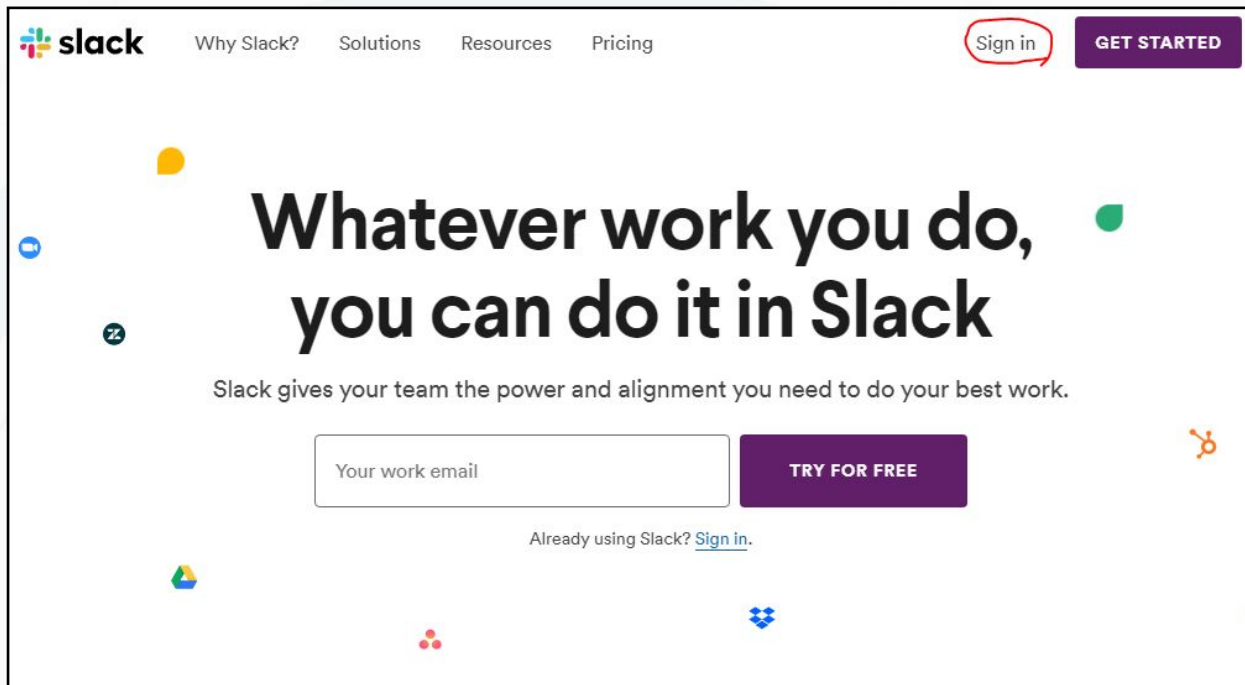 slack
Why Slack?
Solutions
Resources
Pricing
Sign in
GET STARTED
Whatever work you do,
you can do it in Slack
Slack gives your team the power and alignment you need to do your best work.
Your work email
TRY FOR FREE
Already using Slack? Sign in.